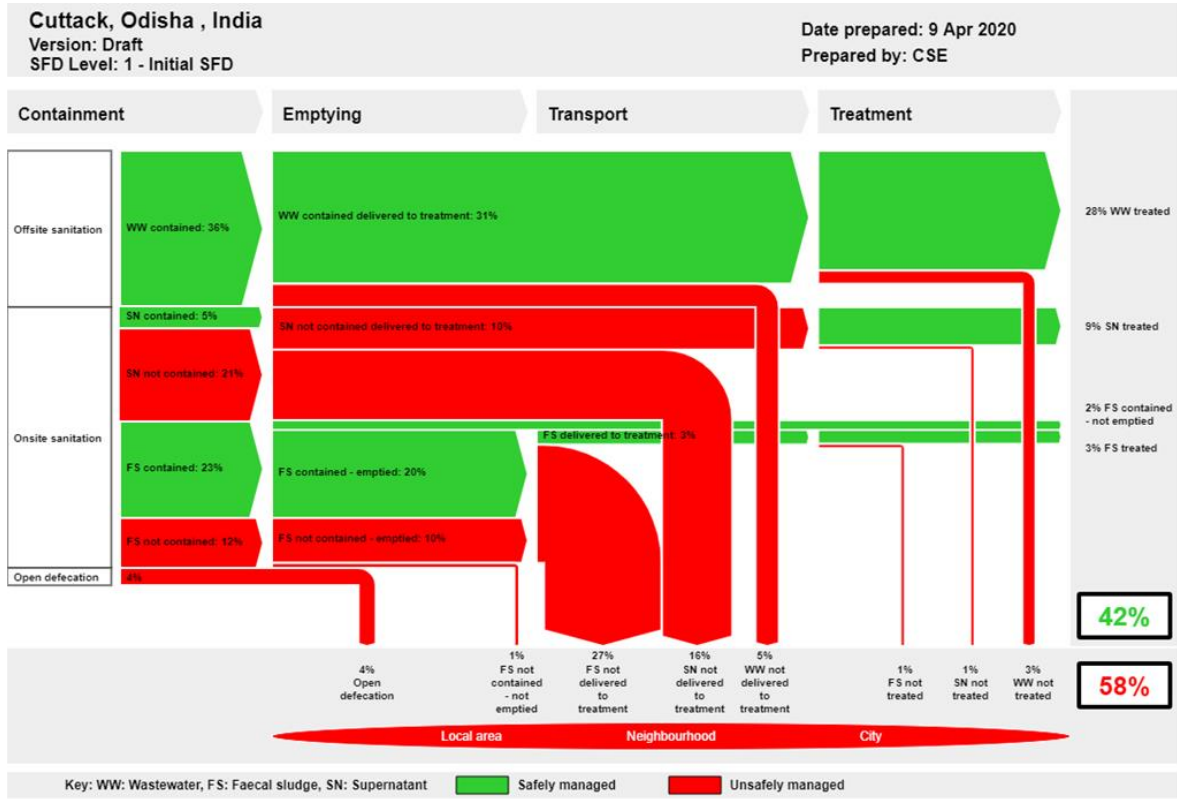 Cuttack, Odisha , India
Version: Draft
SFD Level: 1 - Initial SFD
Date prepared: 9 Apr 2020
Prepared by: CSE
Containment
Emptying
Transport
Treatment
Offsite sanitation
WW contained: 36%
WW contained delivered to treatment: 31%
28% WW treated
SN contained: 5%
SN not contained delivered to treatment: 10%
9% SN treated
SN not contained: 21%
2% FS contained
- not emptied
Onsite sanitation
FS delivered to treatment: 3%
3% FS treated
FS contained: 23%
FS contained - emptied: 20%
FS not contained: 12%
FS not contained - emptied: 10%
Open defecation
4%
42%
58%
4%
Open
defecation
1%
FS not
contained
- not
emptied
27%
FS not
delivered
to
treatment
16%
SN not
delivered
to
treatment
5%
WW not
delivered
to
treatment
1%
FS not
treated
1%
SN not
treated
3%
WW not
treated
Local area
Neighbourhood
City
Key: WW: Wastewater, FS: Faecal sludge, SN: Supernatant
Safely managed
Unsafely managed